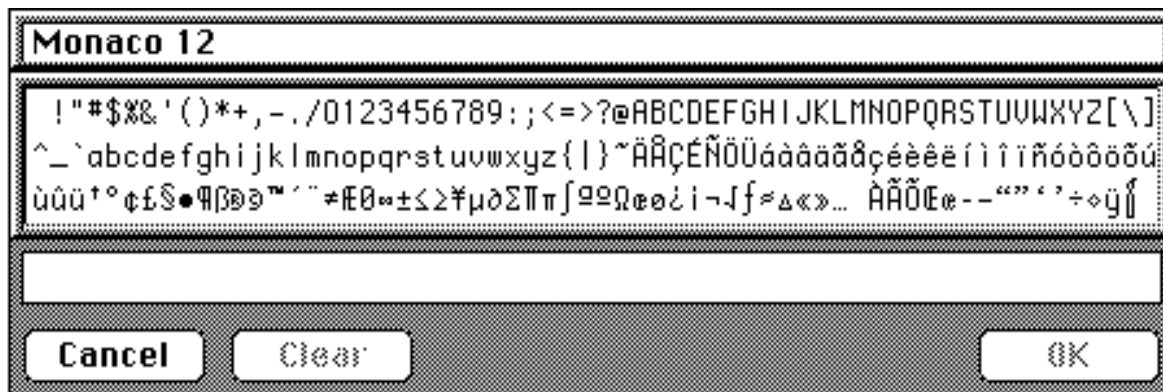 Monaco 12
 !"#$%&'()*+,-./0123456789:;<=>?@ABCDEFGHIJKLMNOPQRSTUVWXYZ[\]
^_`abcdefghijklmnopqrstuvwxyz{|}~ÄÅÇÉÑÖÜáàâäãåçéèêëíìîïñóòôöõú
ùûü†°¢£§•¶ß®©™´¨≠ÆØ∞±≤≥¥µ∂∑∏π∫ªºΩæø¿¡¬√ƒ≈∆«»… ÀÃÕŒœ–—“”‘’÷◊ÿ
Cancel
Clear
OK